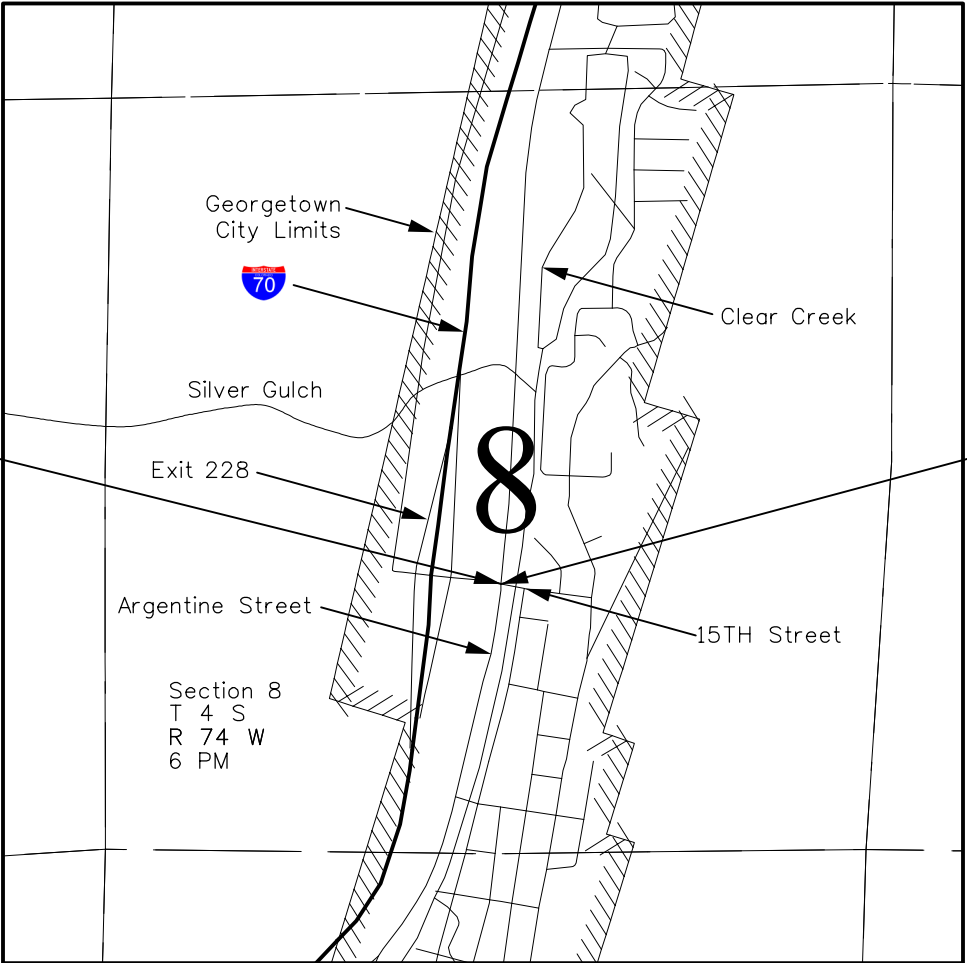 Georgetown
City Limits
INTERSTATE
70
Clear Creek
Silver Gulch
8
Exit 228
Argentine Street
15TH Street
Section 8
T 4 S
R 74 W
6 PM